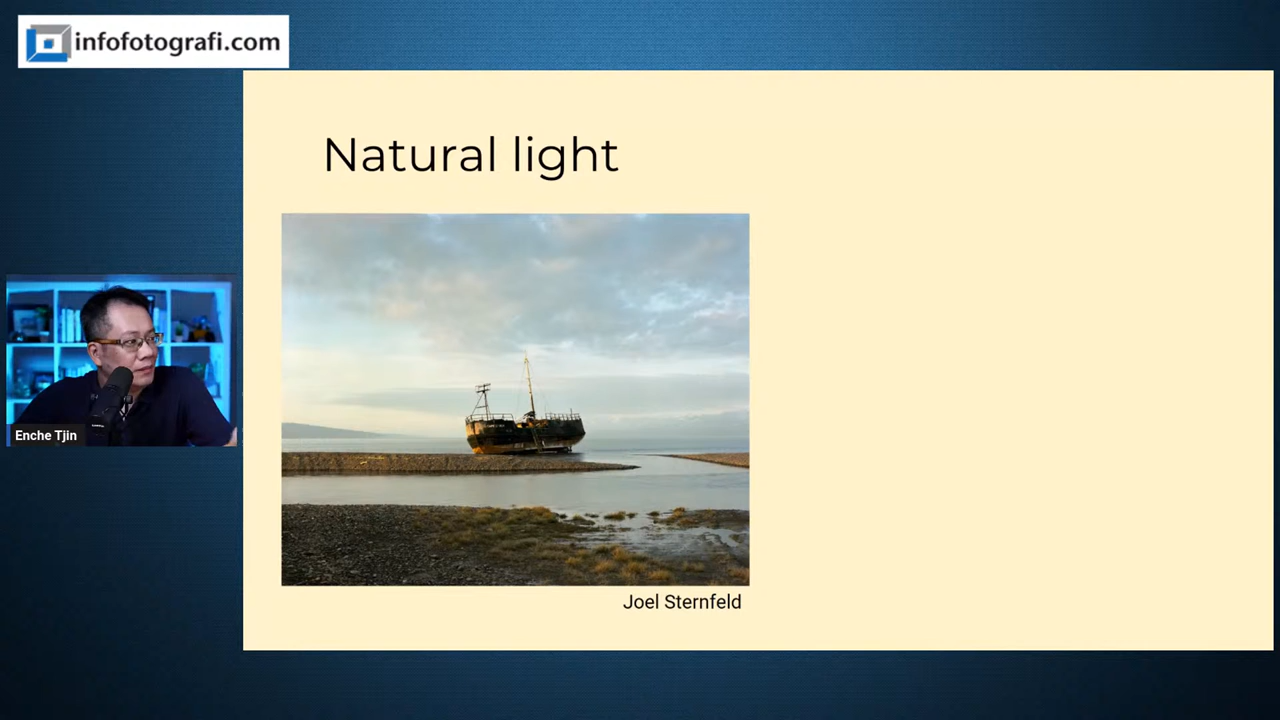 infofotografi.com
Natural light
Enche Tjin
Joel Sternfeld